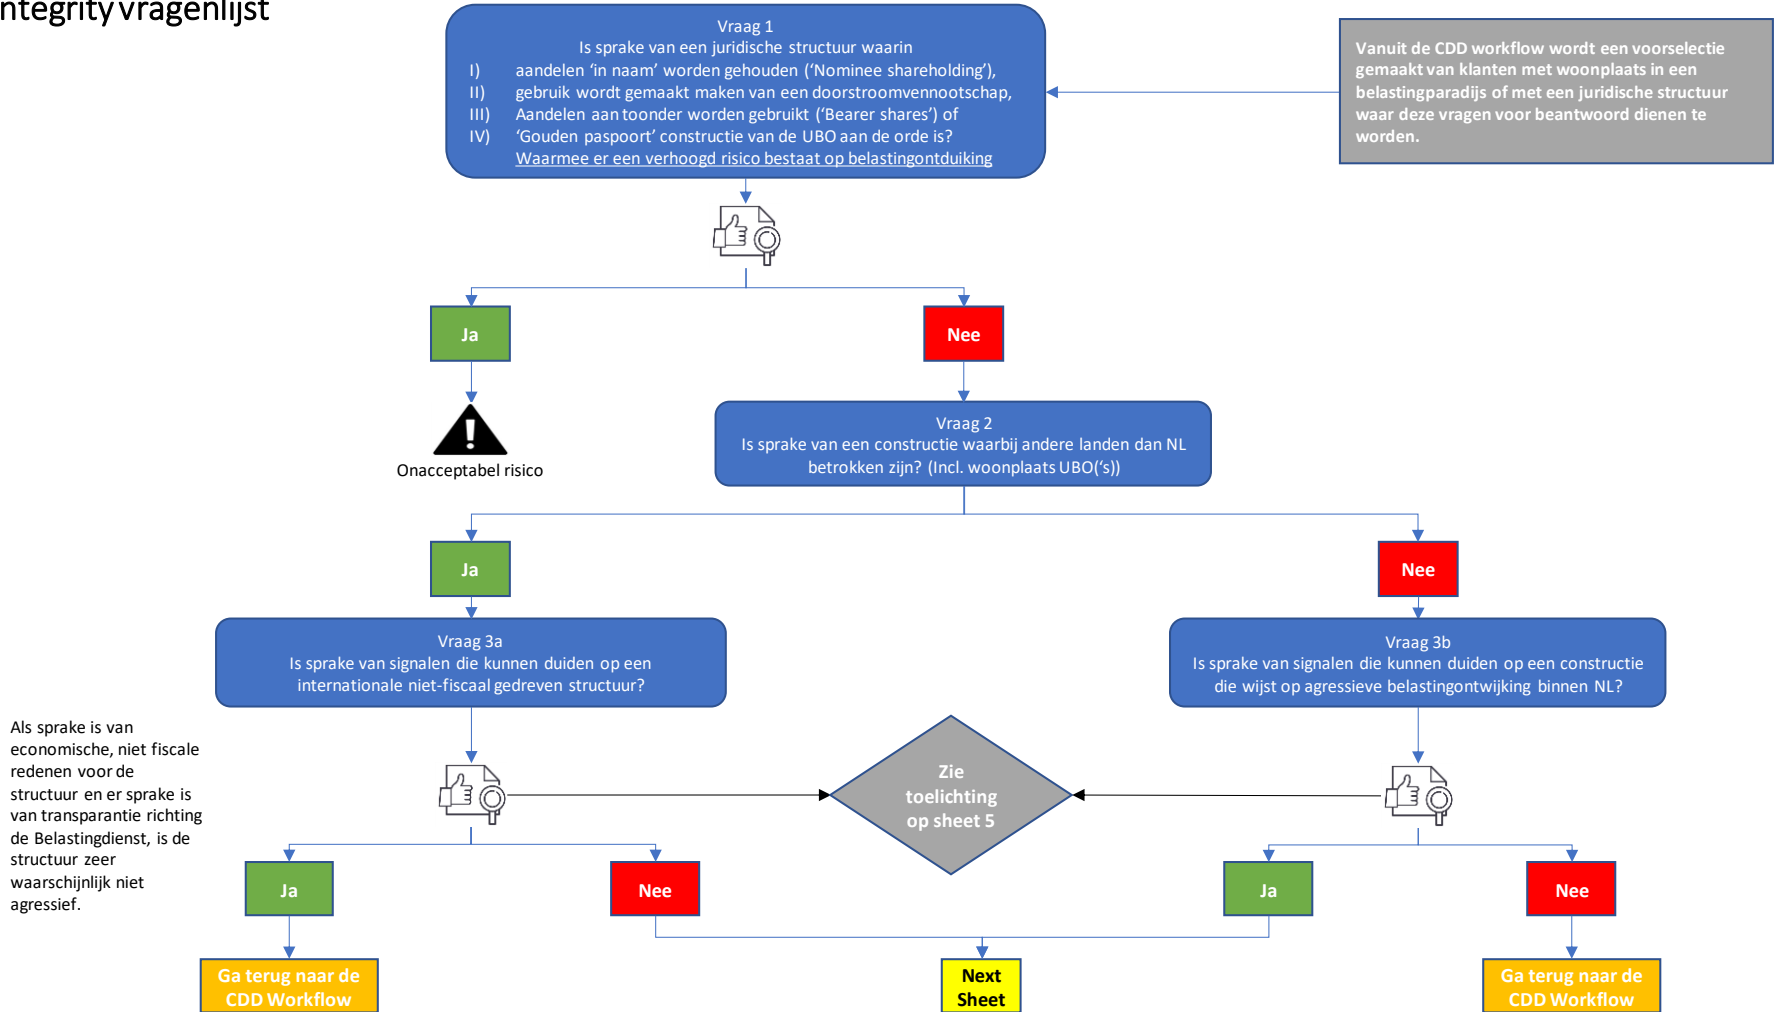 ntegrity vragenlijst
Vraag 1
Is sprake van een juridische structuur waarin
I) aandelen ‘in naam’ worden gehouden (‘Nominee shareholding’),
II) gebruik wordt gemaakt maken van een doorstroomvennootschap,
III) Aandelen aan toonder worden gebruikt (‘Bearer shares’) of
IV) ‘Gouden paspoort’ constructie van de UBO aan de orde is?
Waarmee er een verhoogd risico bestaat op belastingontduiking
Vanuit de CDD workflow wordt een voorselectie
gemaakt van klanten met woonplaats in een
belastingparadijs of met een juridische structuur
waar deze vragen voor beantwoord dienen te
worden.
Ja
Nee
Onacceptabel risico
Vraag 2
Is sprake van een constructie waarbij andere landen dan NL
betrokken zijn? (Incl. woonplaats UBO(‘s))
Ja
Nee
Vraag 3a
Is sprake van signalen die kunnen duiden op een
internationale niet-fiscaal gedreven structuur?
Vraag 3b
Is sprake van signalen die kunnen duiden op een constructie
die wijst op agressieve belastingontwijking binnen NL?
Als sprake is van
economische, niet fiscale
redenen voor de
structuur en er sprake is
van transparantie richting
de Belastingdienst, is de
structuur zeer
waarschijnlijk niet
agressief.
Zie
toelichting
op sheet 5
Ja
Nee
Ja
Nee
Ga terug naar de
CDD Workflow
Next
Sheet
Ga terug naar de
CDD Workflow